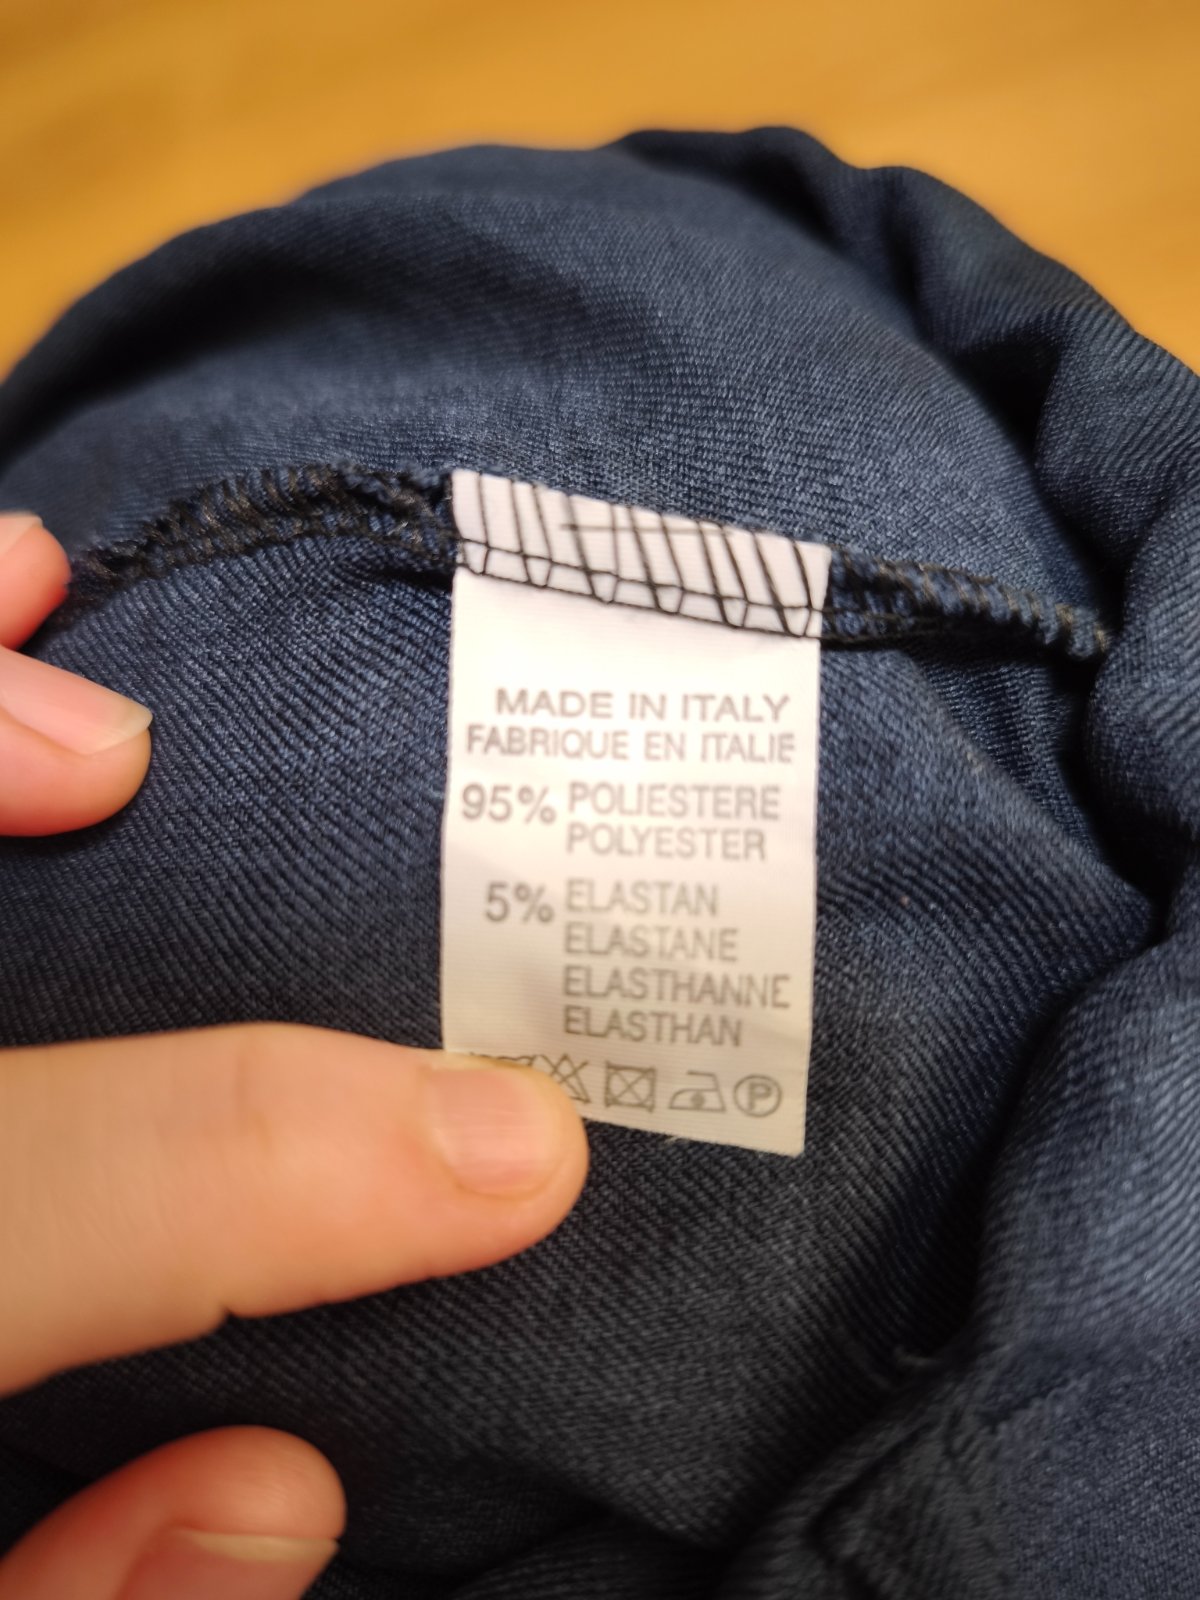 MADE IN ITALY
FABRIQUE EN ITALIE
95% POLIESTERE
POLYESTER
5% ELASTAN
ELASTANE
ELASTHANNE
ELASTHAN
P